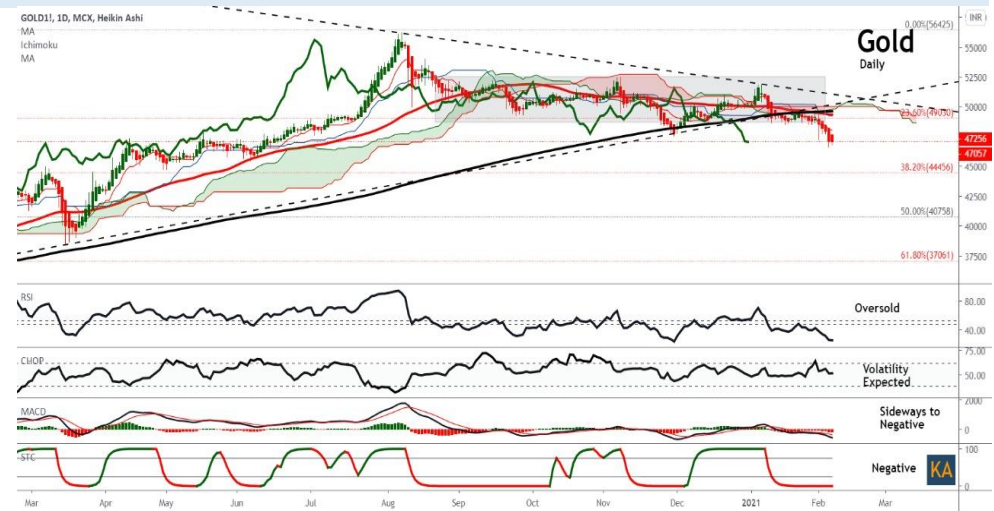 GOLD1!, 1D, MCX, Heikin Ashi
MA
Ichimoku
MA
INR
Gold
Daily
0.00%(56425)
55000
52500
50000
23.60%(49030)
47256
47057
45000
38.20%(44456)
42500
50.00%(40758)
40000
61.80%(37061)
37500
RSI
Oversold
80.00
40.00
CHOP
75.00
Volatility
Expected
50.00
MACD
2000
Sideways to
Negative
0
STC
100
Negative
KA
0
Mar
Apr
May
Jun
Jul
Aug
Sep
Oct
Nov
Dec
2021
Feb
Mar